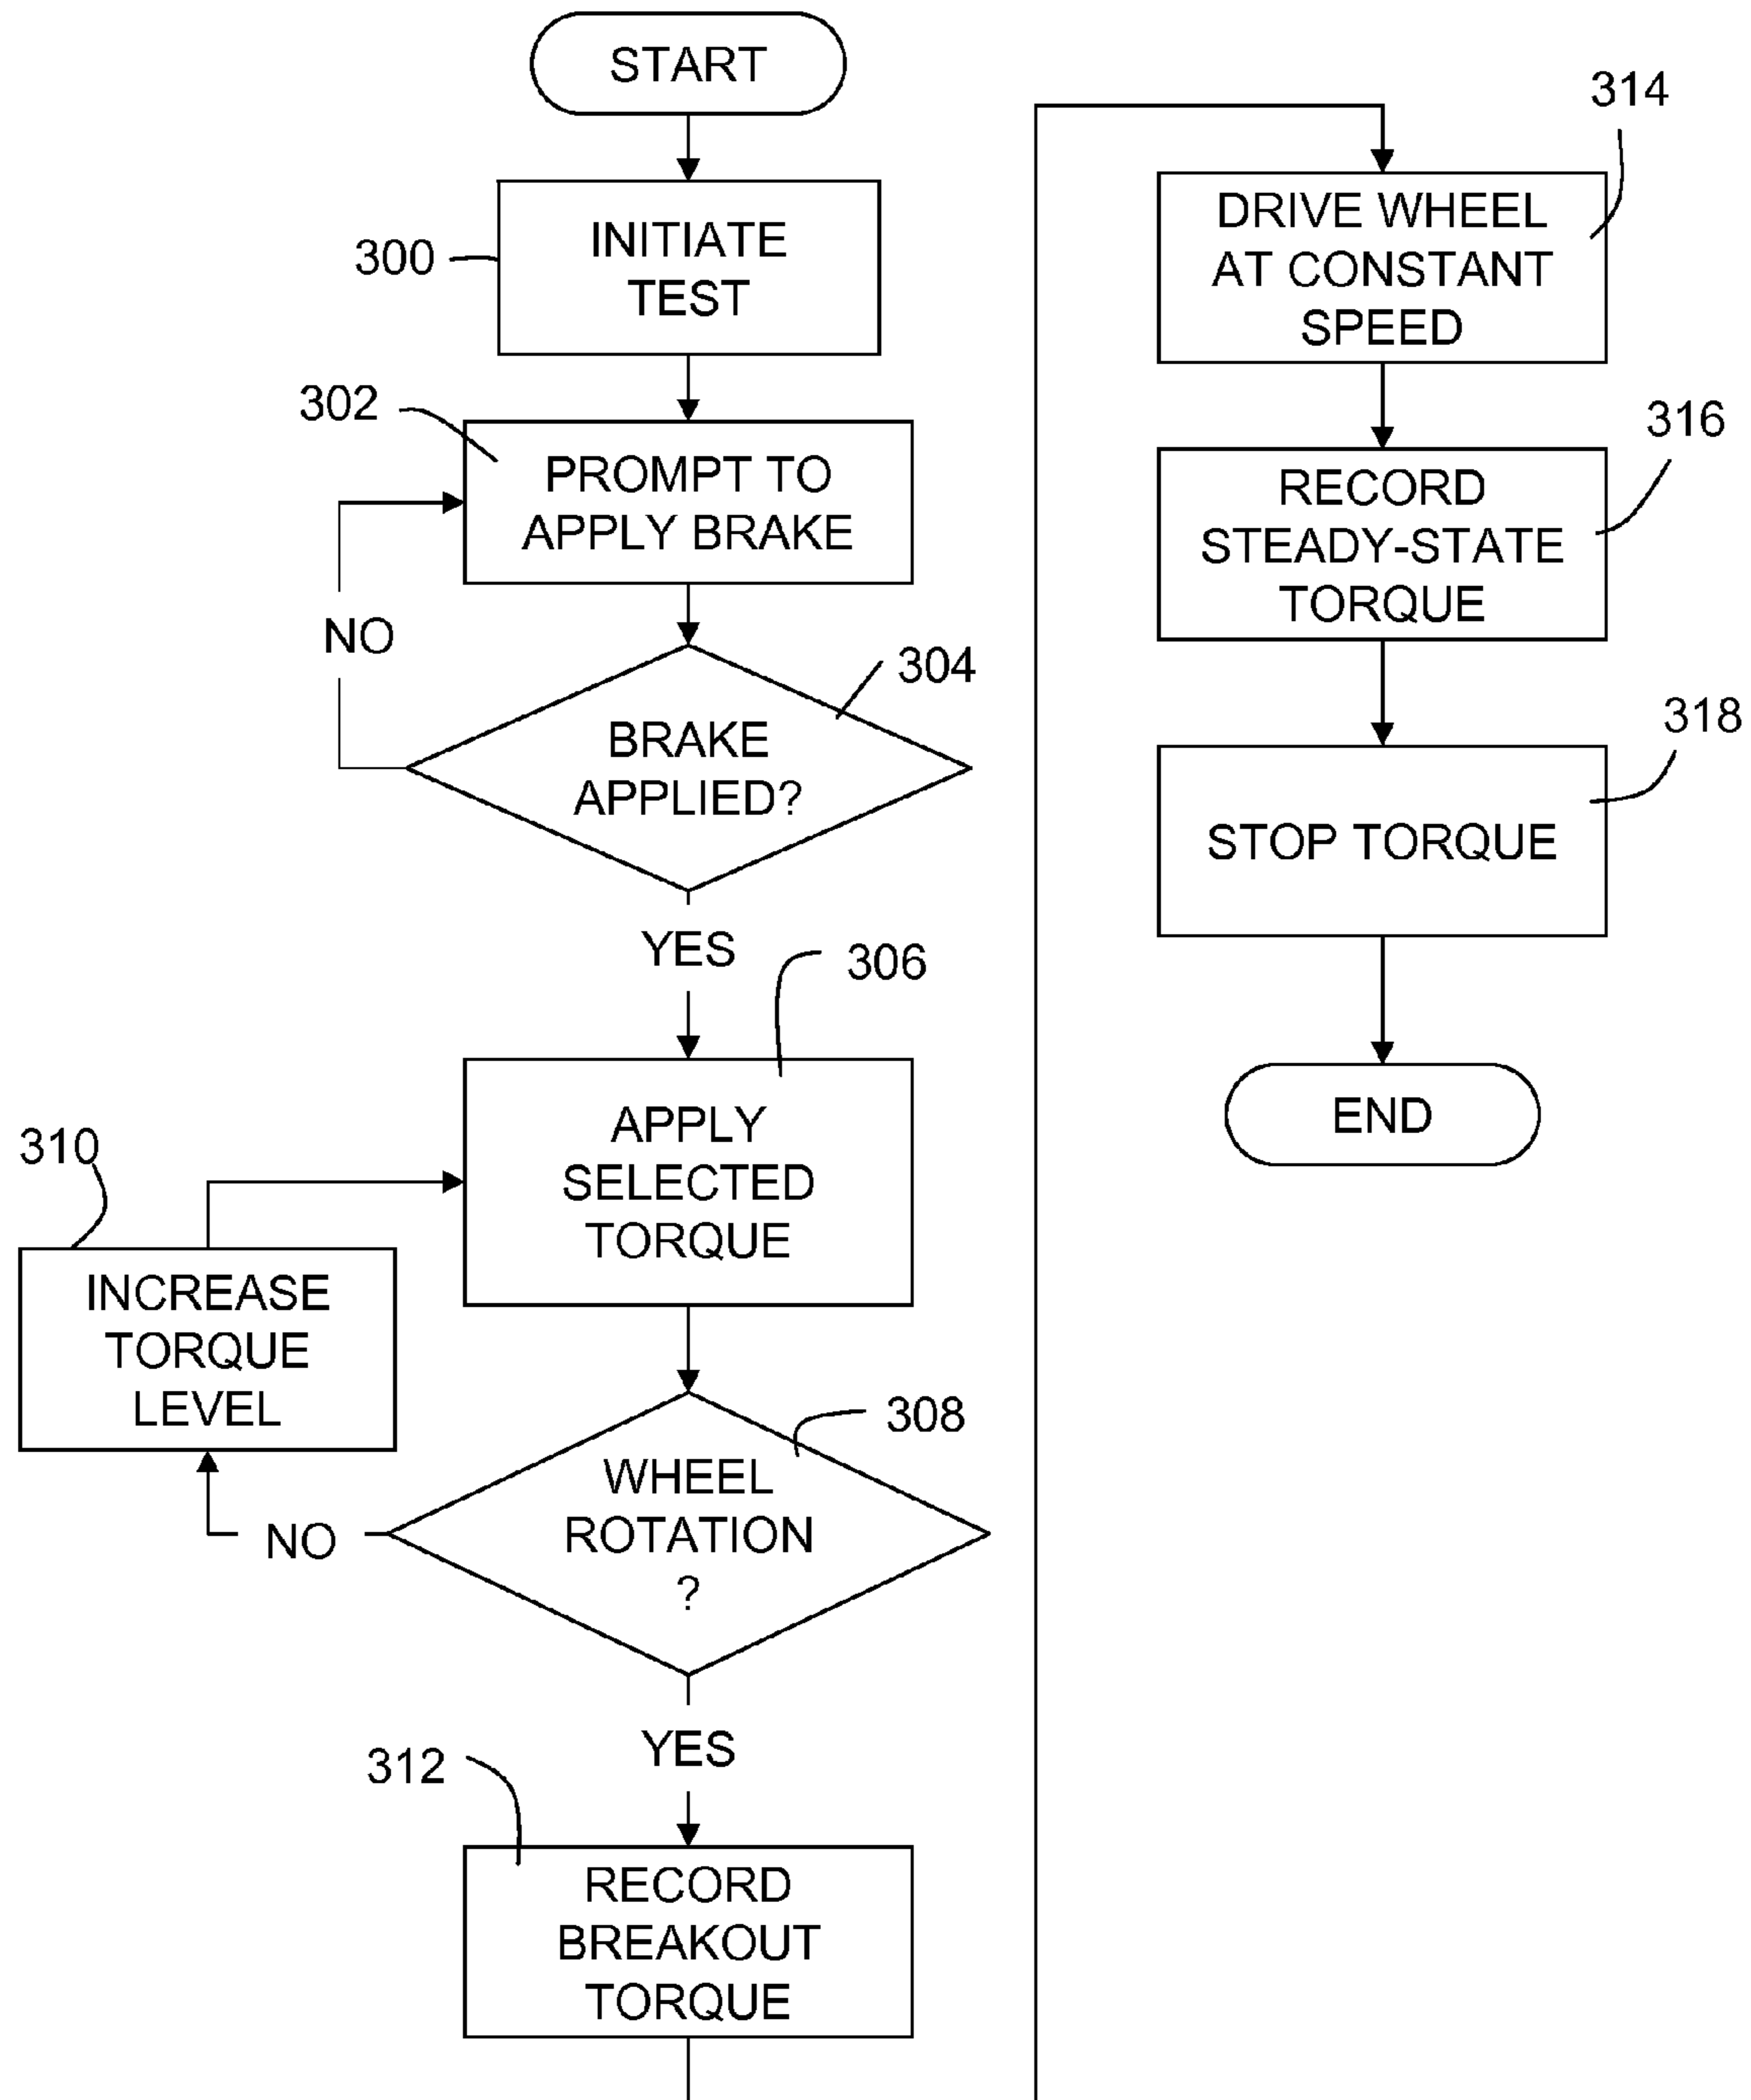 START
300
INITIATE
TEST
302
PROMPT TO
APPLY BRAKE
NO
304
BRAKE
APPLIED?
YES
306
APPLY
SELECTED
TORQUE
310
INCREASE
TORQUE
LEVEL
308
WHEEL
ROTATION
?
NO
YES
312
RECORD
BREAKOUT
TORQUE
314
DRIVE WHEEL
AT CONSTANT
SPEED
316
RECORD
STEADY-STATE
TORQUE
318
STOP TORQUE
END